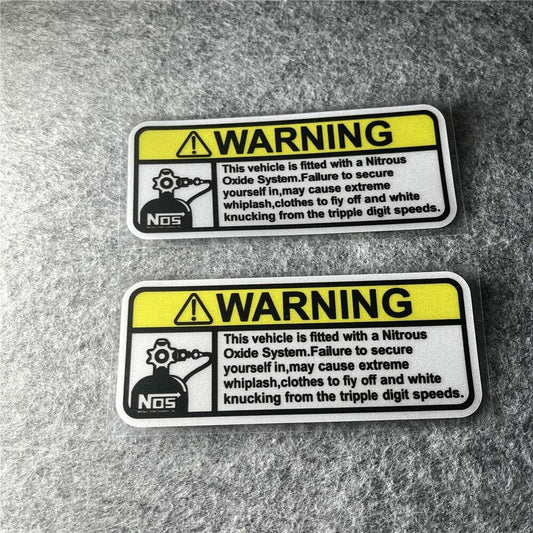 WARNING
This vehicle is fitted with a Nitrous
Oxide System.Failure to secure
yourself in,may cause extreme
whiplash,clothes to fiy off and white
knucking from the tripple digit speeds.
NOS
WARNING
This vehicle is fitted with a Nitrous
Oxide System.Failure to secure
yourself in,may cause extreme
whiplash,clothes to fiy off and white
knucking from the tripple digit speeds.
NOS